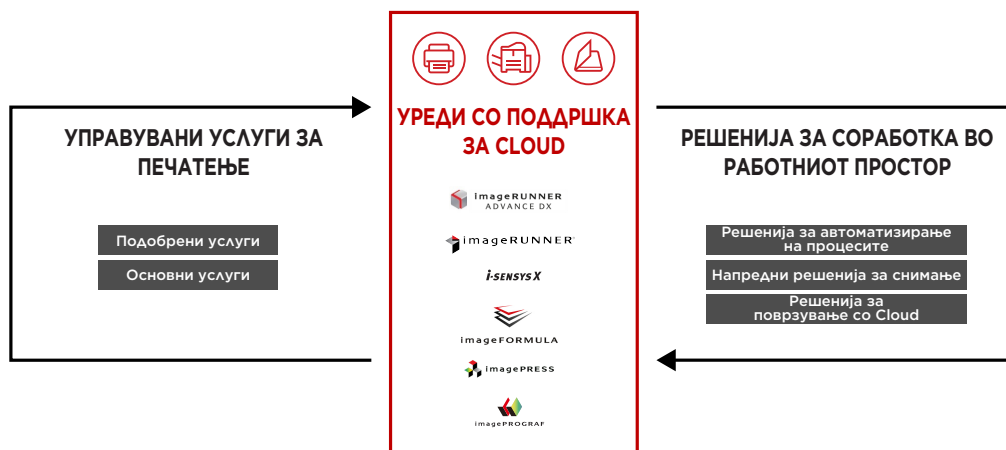 УПРАВУВАНИ УСЛУГИ ЗА
ПЕЧАТЕЊЕ
Подобрени услуги
Основни услуги
УРЕДИ СО ПОДДРШКА
ЗА CLOUD
imageRUNNER
ADVANCE DX
imageRUNNER
i-SENSYS X
imageFORMULA
imagePRESS
imagePROGRAF
РЕШЕНИЈА ЗА СОРАБОТКА ВО
РАБОТНИОТ ПРОСТОР
Решенија за автоматизирање
на процесите
Напредни решенија за снимање
Решенија за
поврзување со Cloud